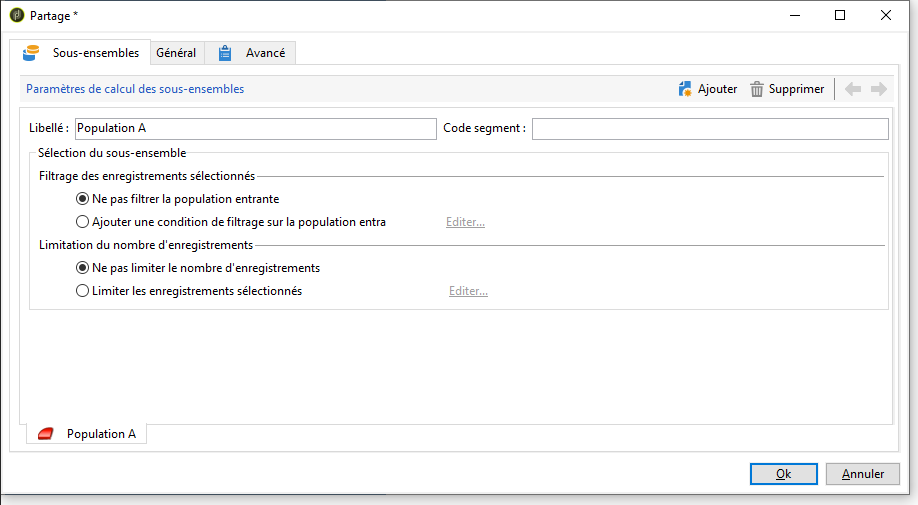 Partage *
Sous-ensembles Général Avancé
Paramètres de calcul des sous-ensembles Ajouter Supprimer
Libellé : Population A Code segment :
Sélection du sous-ensemble
Filtrage des enregistrements sélectionnés
Ne pas filtrer la population entrante
Ajouter une condition de filtrage sur la population entra Editer...
Limitation du nombre d'enregistrements
Ne pas limiter le nombre d'enregistrements
Limiter les enregistrements sélectionnés Editer...
Population A
Ok Annuler